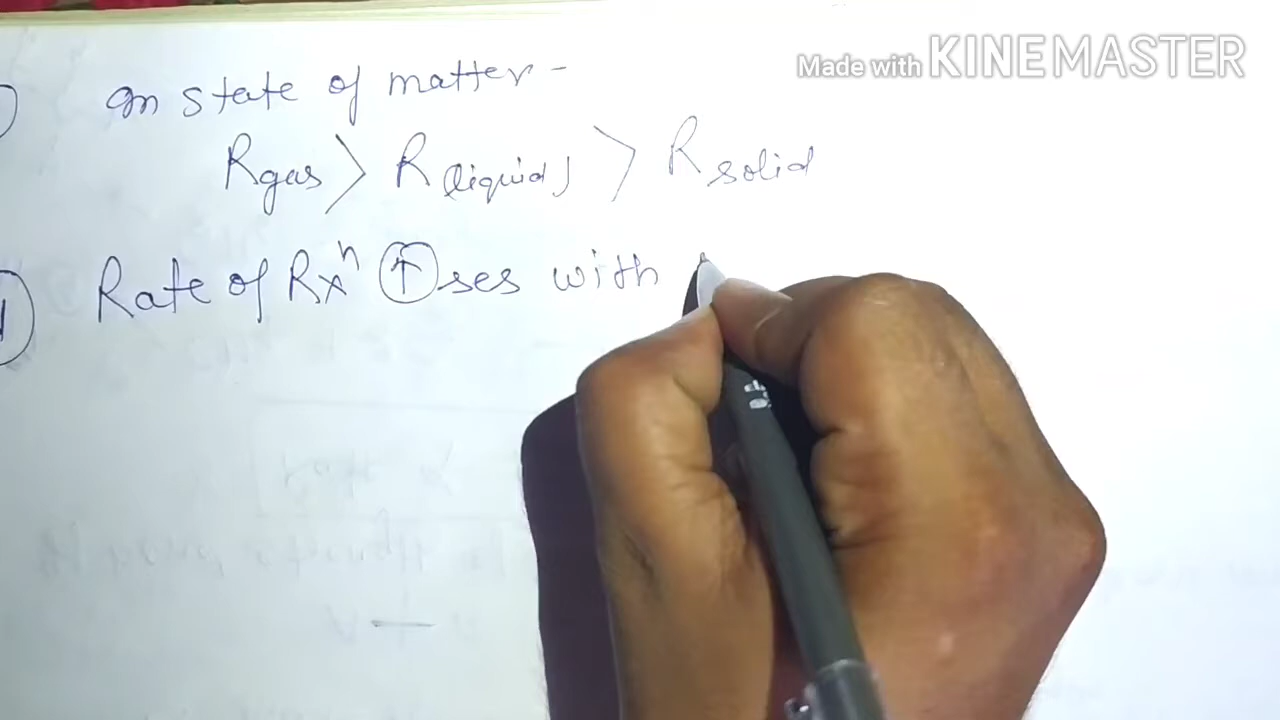 Made with KINEMASTER
On state of matter -
Rgas > R(liquid) > Rsolid
Rate of Rxⁿ ↑ses with